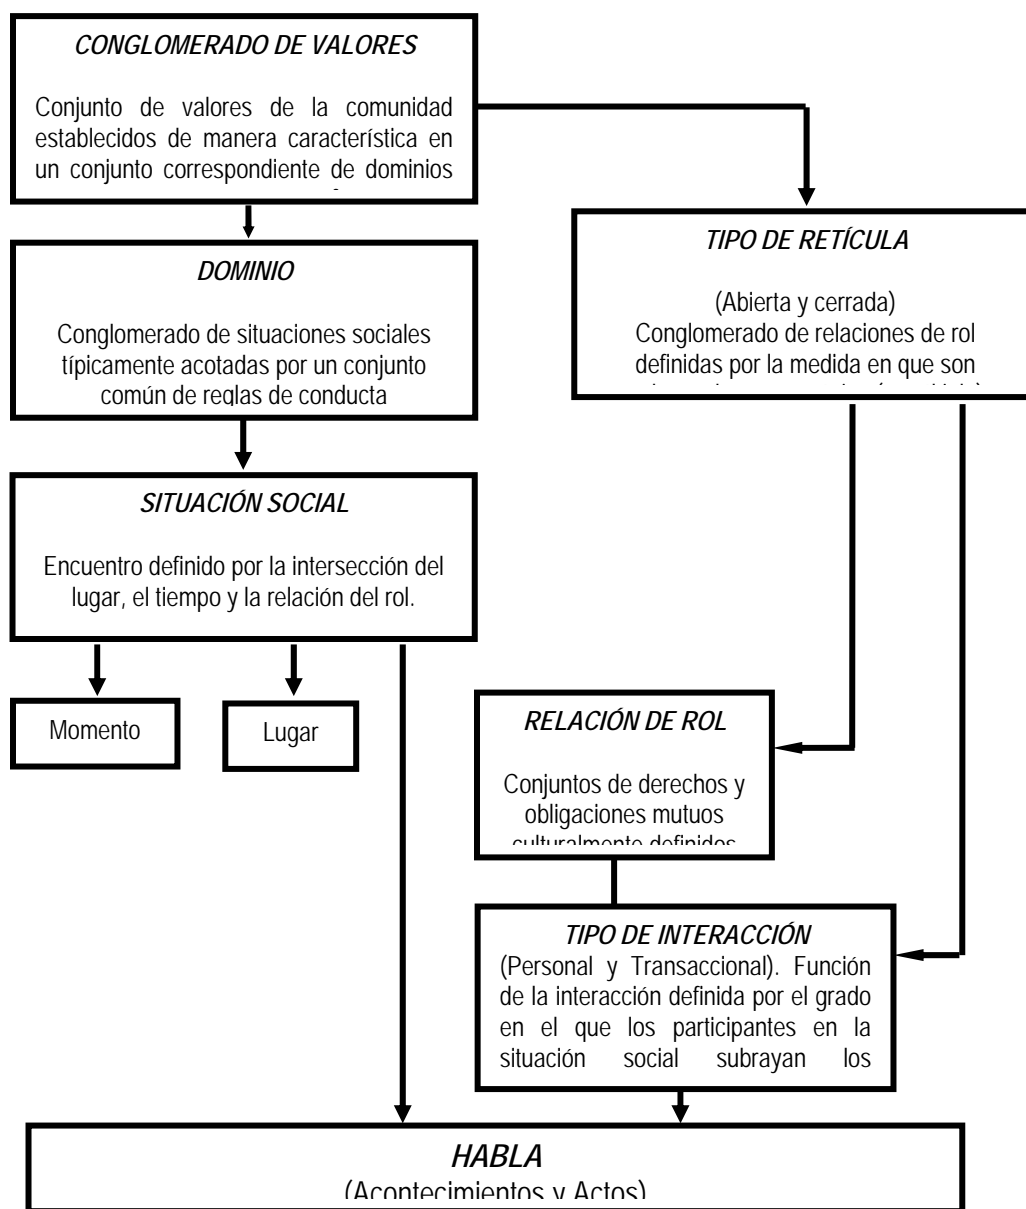 CONGLOMERADO DE VALORES
Conjunto de valores de la comunidad
establecidos de manera característica en
un conjunto correspondiente de dominios
DOMINIO
Conglomerado de situaciones sociales
típicamente acotadas por un conjunto
común de reglas de conducta
TIPO DE RETÍCULA
(Abierta y cerrada)
Conglomerado de relaciones de rol
definidas por la medida en que son
SITUACIÓN SOCIAL
Encuentro definido por la intersección del
lugar, el tiempo y la relación del rol.
Momento
Lugar
RELACIÓN DE ROL
Conjuntos de derechos y
obligaciones mutuos
culturalmente definidos
TIPO DE INTERACCIÓN
(Personal y Transaccional). Función
de la interacción definida por el grado
en el que los participantes en la
situación social subrayan los
HABLA
(Acontecimientos y Actos)